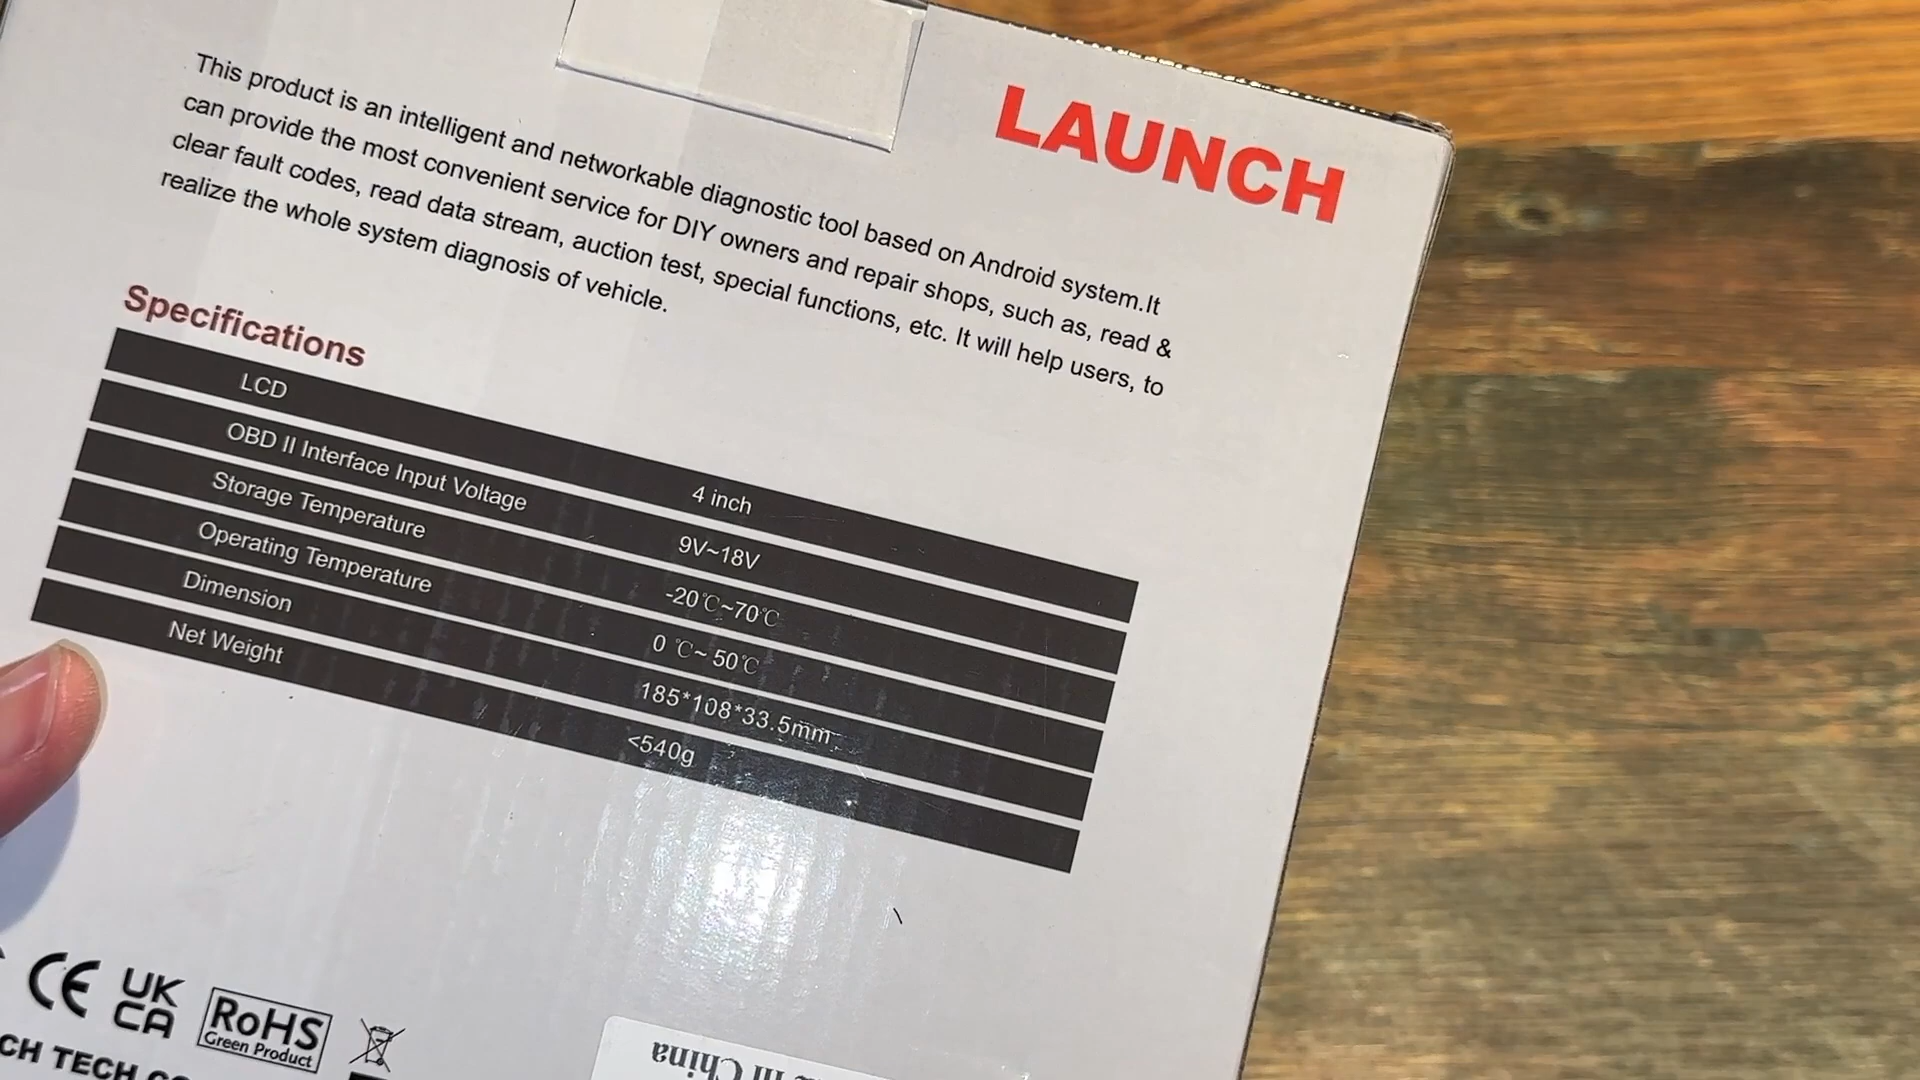 LAUNCH
This product is an intelligent and networkable diagnostic tool based on Android system.It
can provide the most convenient service for DIY owners and repair shops, such as, read &
clear fault codes, read data stream, auction test, special functions, etc. It will help users, to
realize the whole system diagnosis of vehicle.
Specifications
LCD 4 inch
OBD II Interface Input Voltage 9V~18V
Storage Temperature -20℃~70℃
Operating Temperature 0 ℃~ 50℃
Dimension 185*108*33.5mm
Net Weight <540g
CE UK CA RoHS
Green Product
TECH
in China